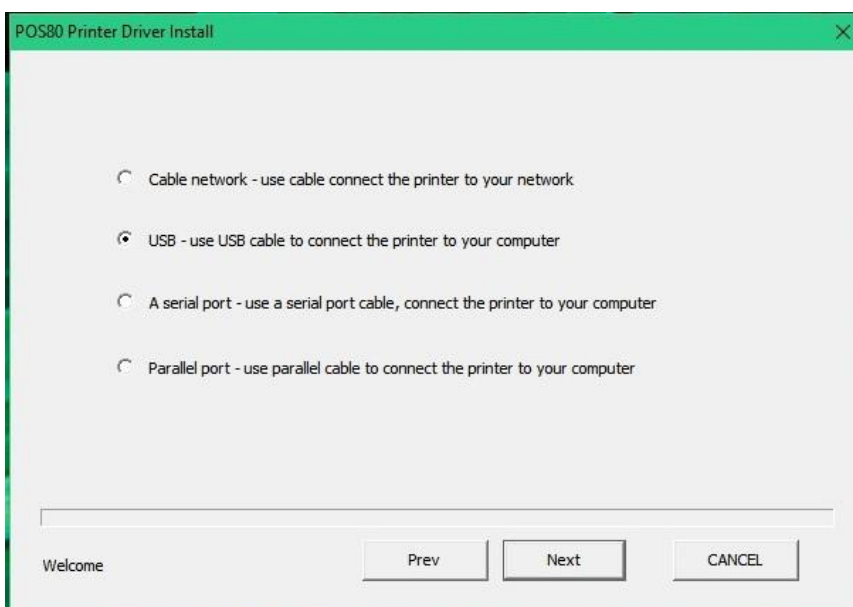 POS80 Printer Driver Install
Cable network - use cable connect the printer to your network
USB - use USB cable to connect the printer to your computer
A serial port - use a serial port cable, connect the printer to your computer
Parallel port - use parallel cable to connect the printer to your computer
Welcome
Prev
Next
CANCEL